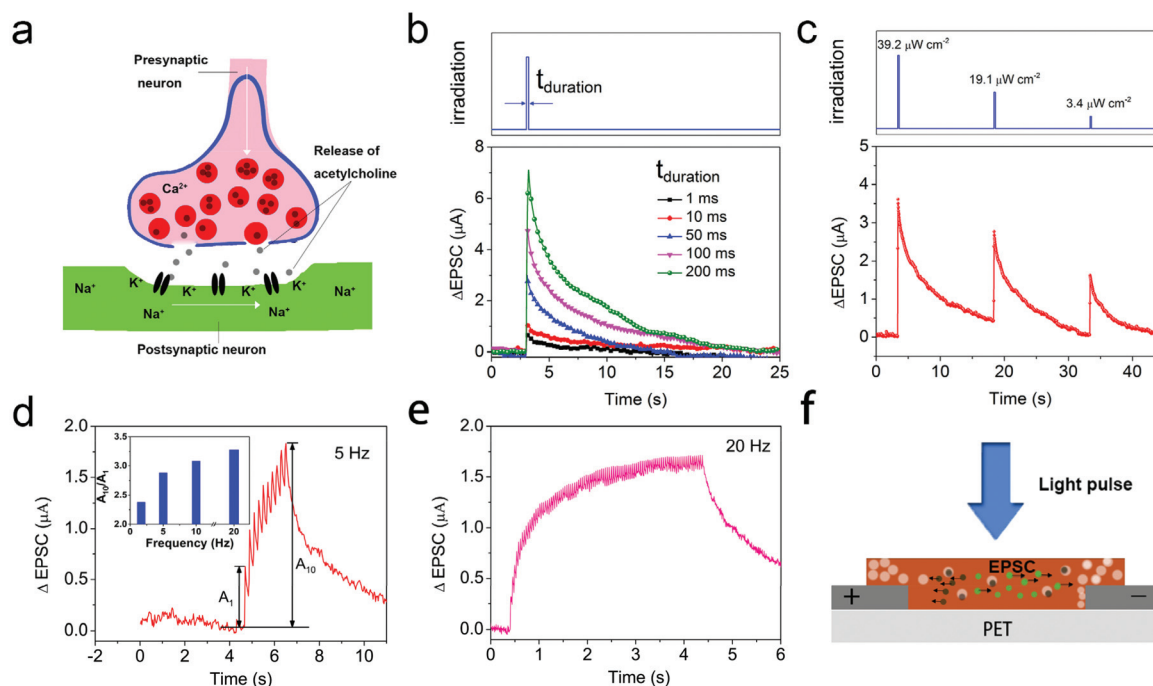 a
Presynaptic
neuron
Release of
acetylcholine
Ca²⁺
Na⁺
K⁺
K⁺
K⁺
K⁺
Na⁺
Na⁺
Na⁺
Postsynaptic neuron
b
irradiation
t_duration
ΔEPSC (μA)
6
4
2
0
t_duration
1 ms
10 ms
50 ms
100 ms
200 ms
0 5 10 15 20 25
Time (s)
c
irradiation
39.2 μW cm⁻²
19.1 μW cm⁻²
3.4 μW cm⁻²
ΔEPSC (μA)
5
4
3
2
1
0
0 10 20 30 40
Time (s)
d
Δ EPSC (μA)
2.0
1.5
1.0
0.5
0.0
5 Hz
A₁₀/A₁
3.5
3.0
2.5
2.0
0 5 10 20
Frequency (Hz)
A₁
A₁₀
-2 0 2 4 6 8 10
Time (s)
e
Δ EPSC (μA)
2.0
1.5
1.0
0.5
0.0
20 Hz
0 1 2 3 4 5 6
Time (s)
f
Light pulse
EPSC
+ −
PET